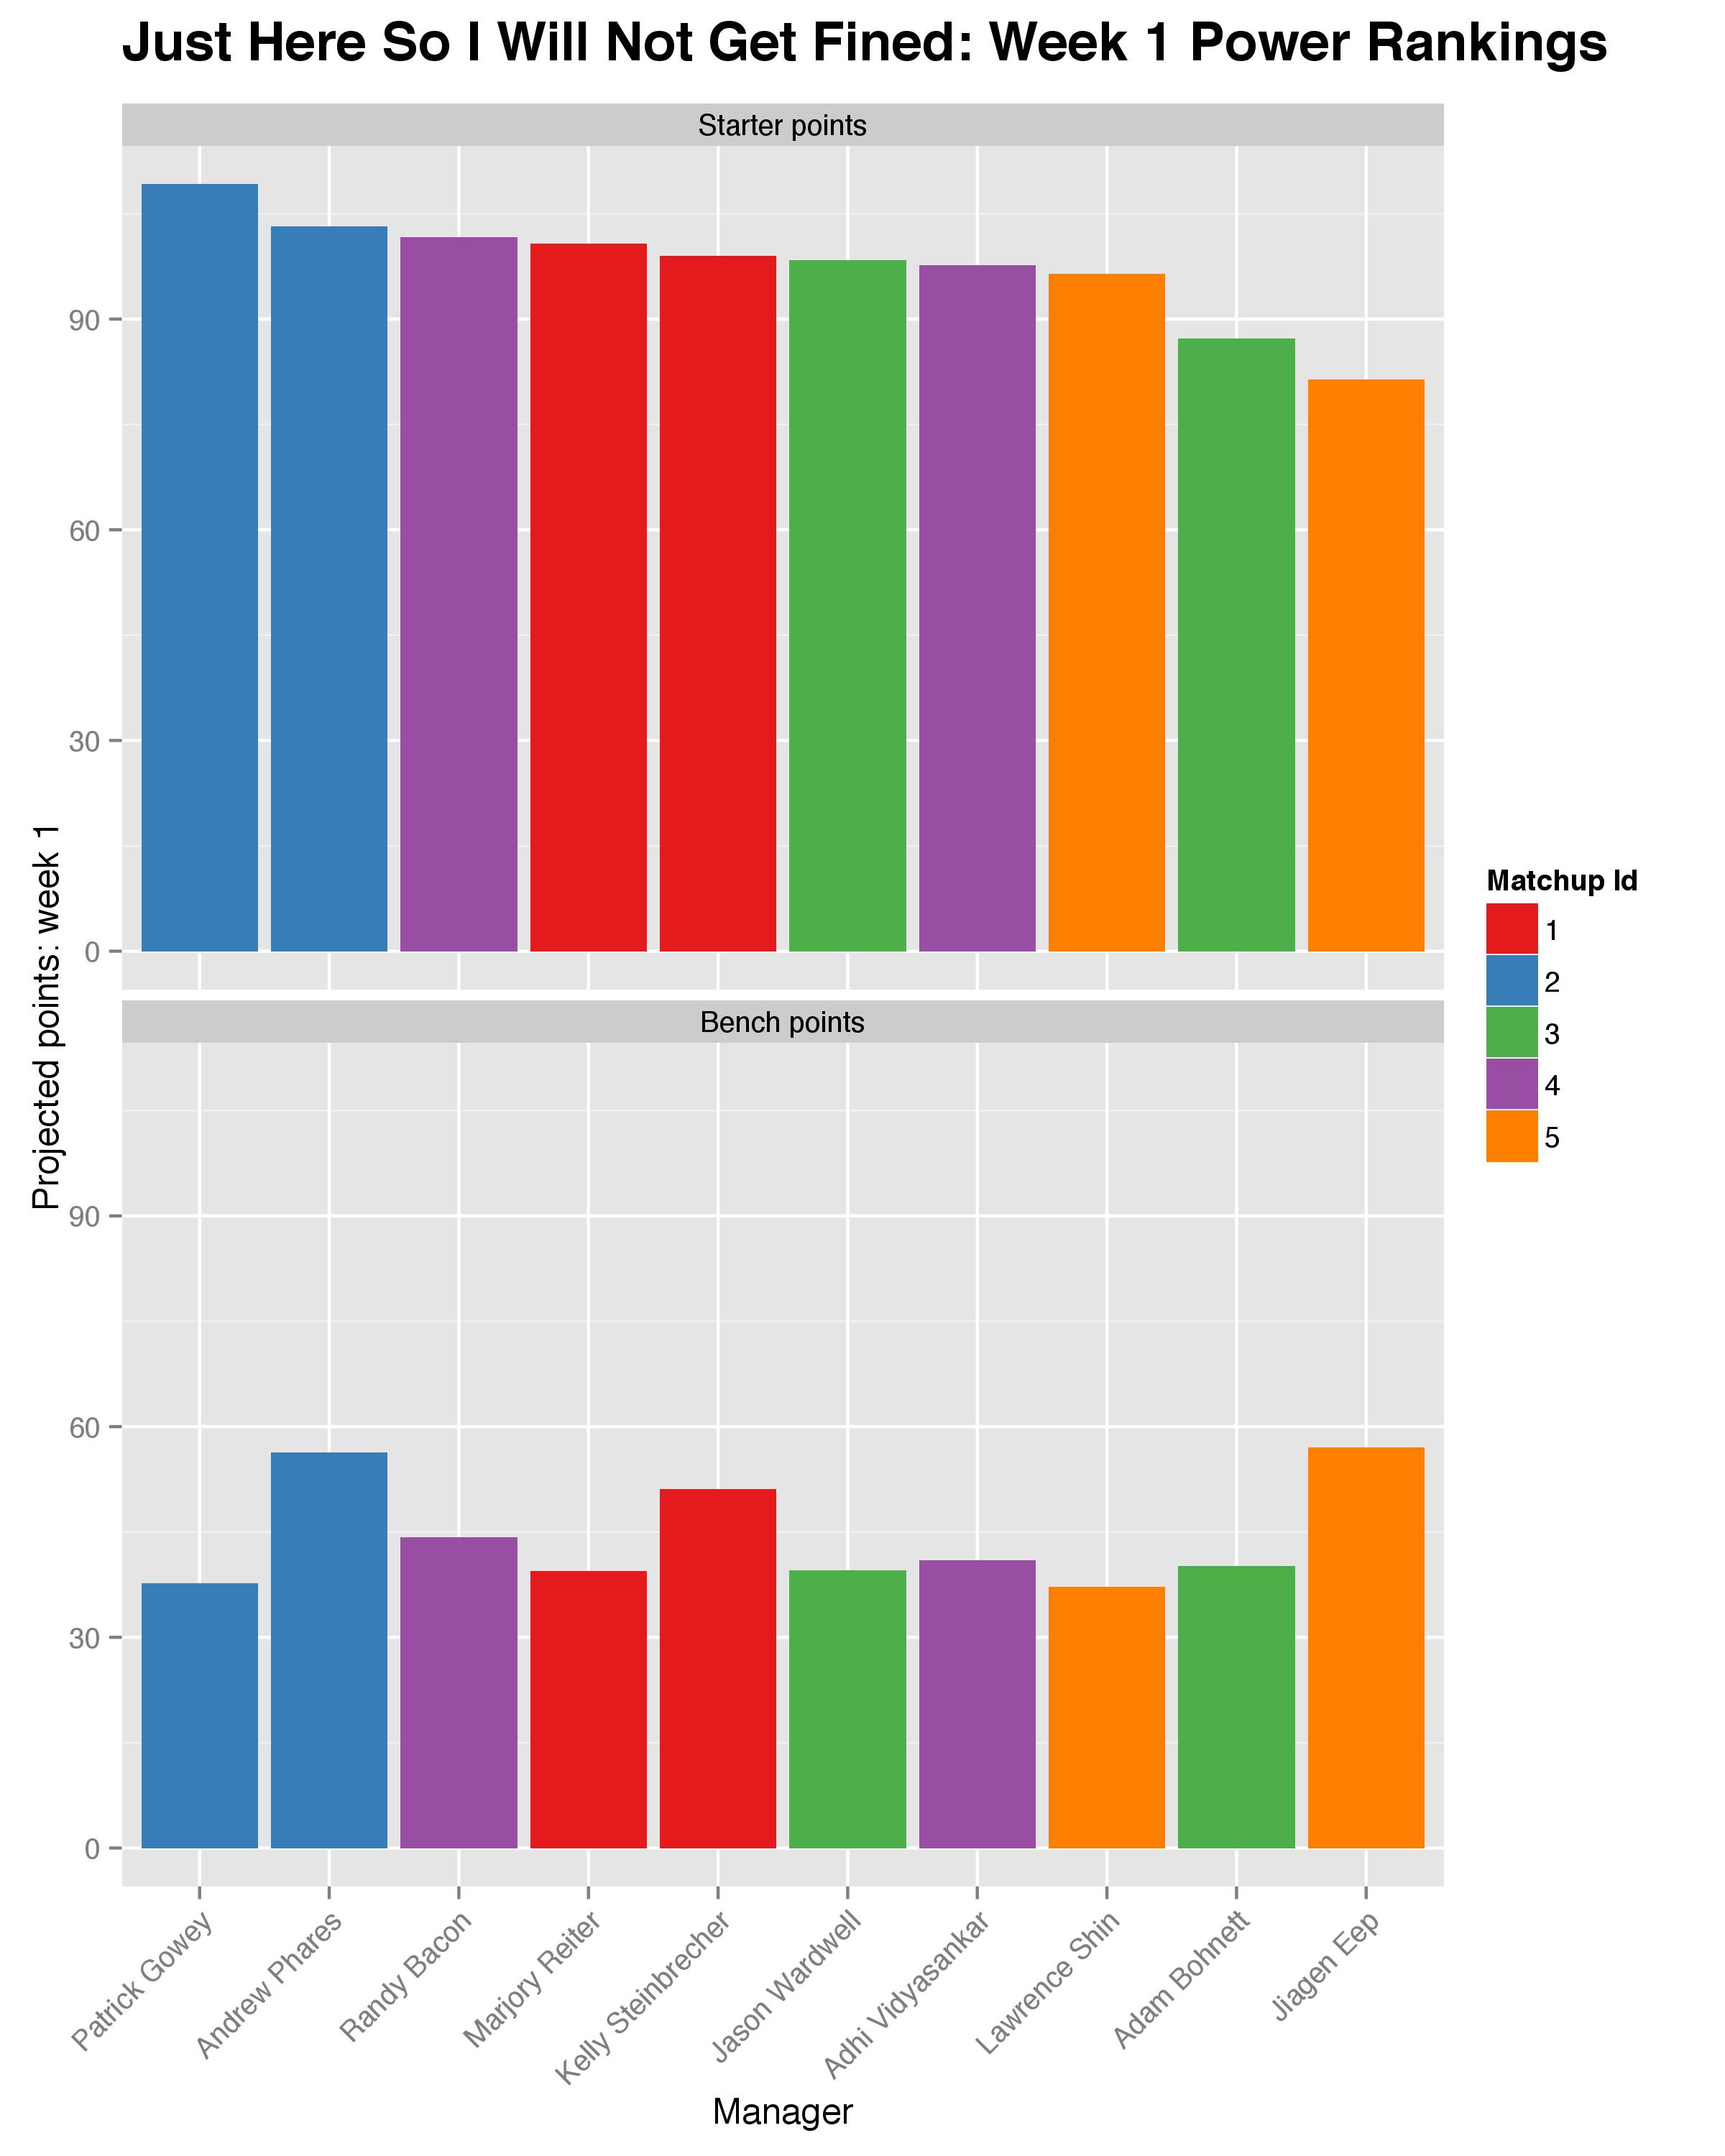 Just Here So I Will Not Get Fined: Week 1 Power Rankings
Starter points
90
60
30
0
Bench points
90
60
30
0
Projected points: week 1
Patrick Gowey
Andrew Phares
Randy Bacon
Marjory Reiter
Kelly Steinbrecher
Jason Wardwell
Adhi Vidyasankar
Lawrence Shin
Adam Bohnett
Jiagen Eep
Manager
Matchup Id
1
2
3
4
5